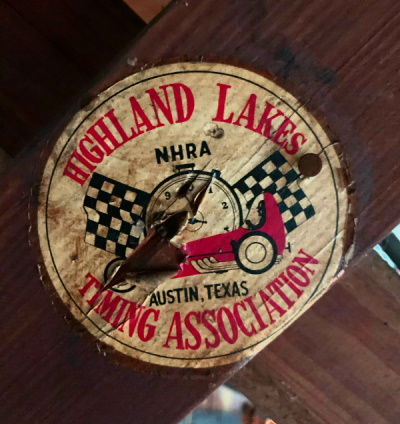 HIGHLAND LAKES
NHRA
AUSTIN, TEXAS
TIMING ASSOCIATION